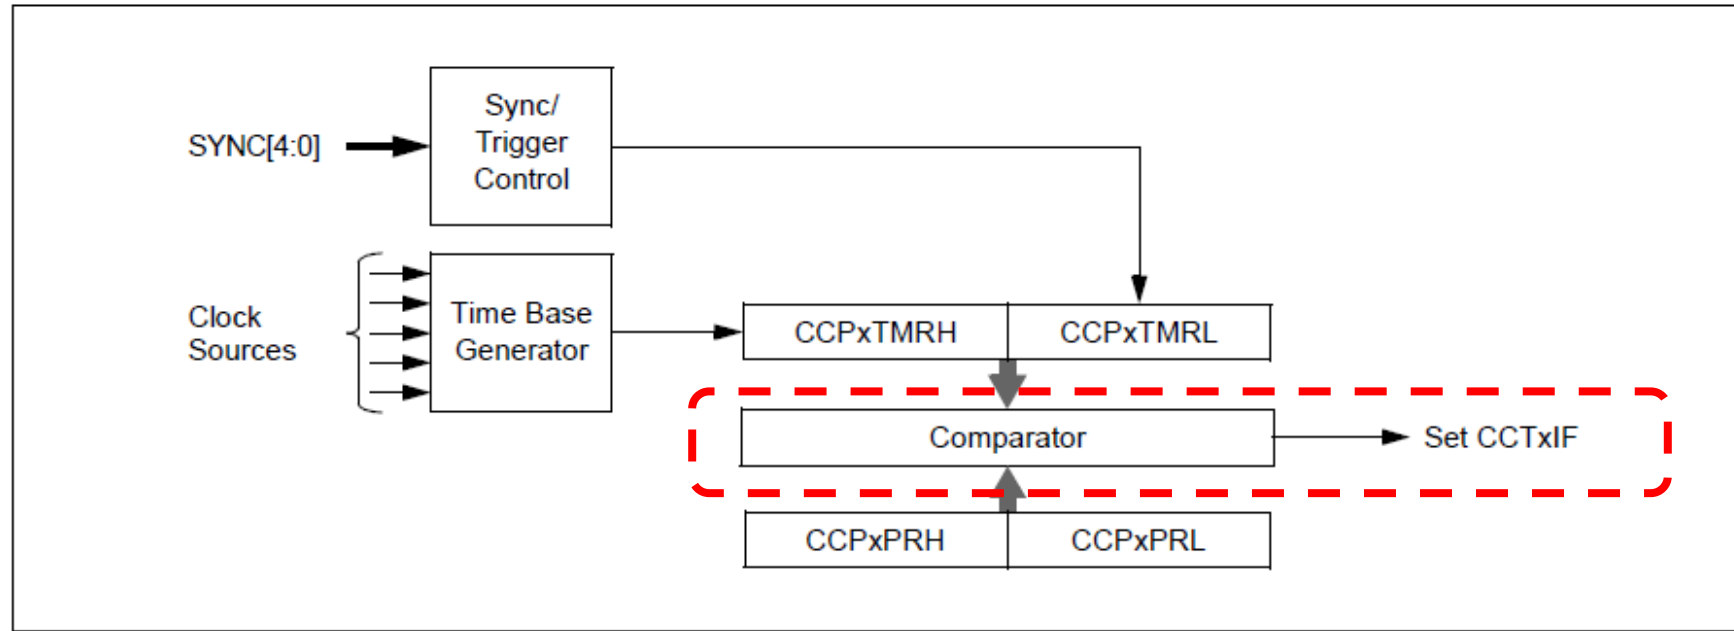 Sync/
Trigger
Control
SYNC[4:0]
Clock
Sources
Time Base
Generator
CCPxTMRH
CCPxTMRL
Comparator
Set CCTxIF
CCPxPRH
CCPxPRL